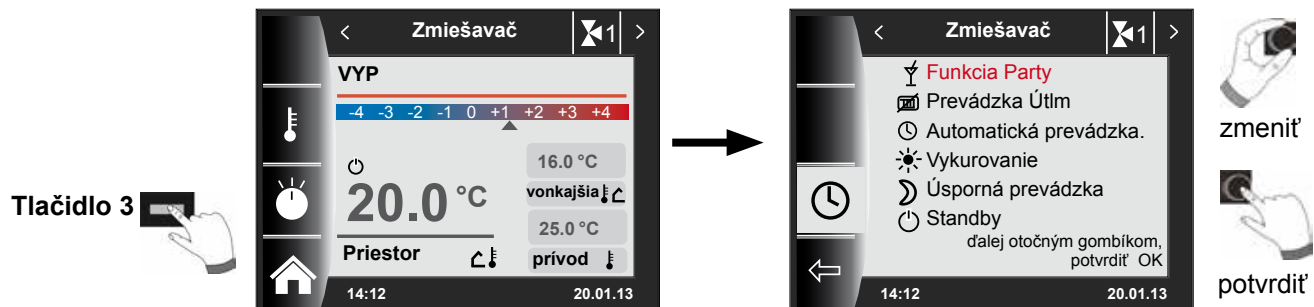 Tlačidlo 3
< Zmiešavač 1 >
VYP
-4 -3 -2 -1 0 +1 +2 +3 +4
16.0 °C
20.0 °C
vonkajšia
25.0 °C
Priestor
prívod
14:12 20.01.13
< Zmiešavač 1 >
Funkcia Party
Prevádzka Útlm
Automatická prevádzka.
Vykurovanie
Úsporná prevádzka
Standby
ďalej otočným gombíkom,
potvrdiť OK
14:12 20.01.13
zmeniť
potvrdiť